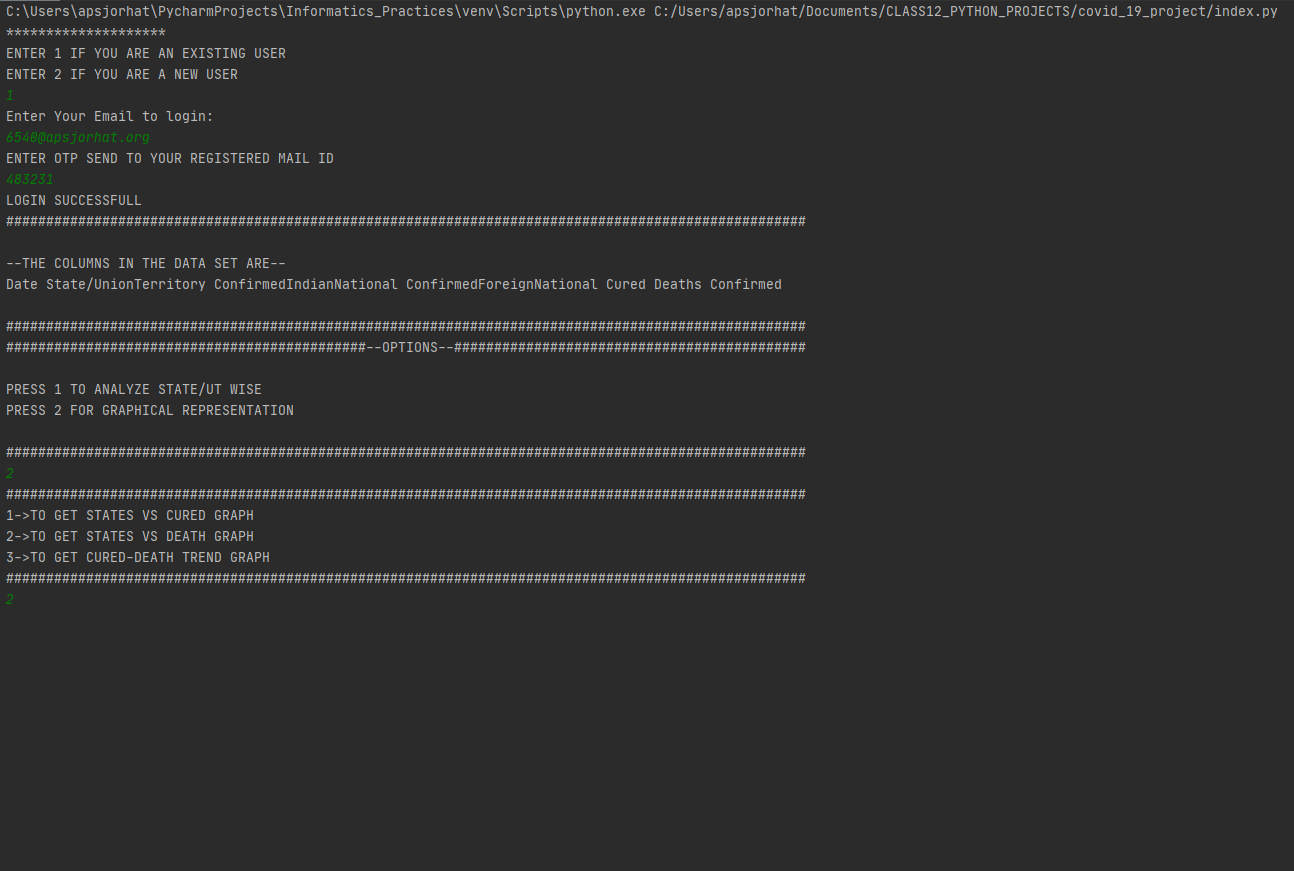 C:\Users\apsjorhat\PycharmProjects\Informatics_Practices\venv\Scripts\python.exe C:/Users/apsjorhat/Documents/CLASS12_PYTHON_PROJECTS/covid_19_project/index.py
********************
ENTER 1 IF YOU ARE AN EXISTING USER
ENTER 2 IF YOU ARE A NEW USER
1
Enter Your Email to login:
6540@apsjorhat.org
ENTER OTP SEND TO YOUR REGISTERED MAIL ID
483231
LOGIN SUCCESSFULL
####################################################################################################
--THE COLUMNS IN THE DATA SET ARE--
Date State/UnionTerritory ConfirmedIndianNational ConfirmedForeignNational Cured Deaths Confirmed
####################################################################################################
#############################################--OPTIONS--############################################
PRESS 1 TO ANALYZE STATE/UT WISE
PRESS 2 FOR GRAPHICAL REPRESENTATION
####################################################################################################
2
####################################################################################################
1->TO GET STATES VS CURED GRAPH
2->TO GET STATES VS DEATH GRAPH
3->TO GET CURED-DEATH TREND GRAPH
####################################################################################################
2